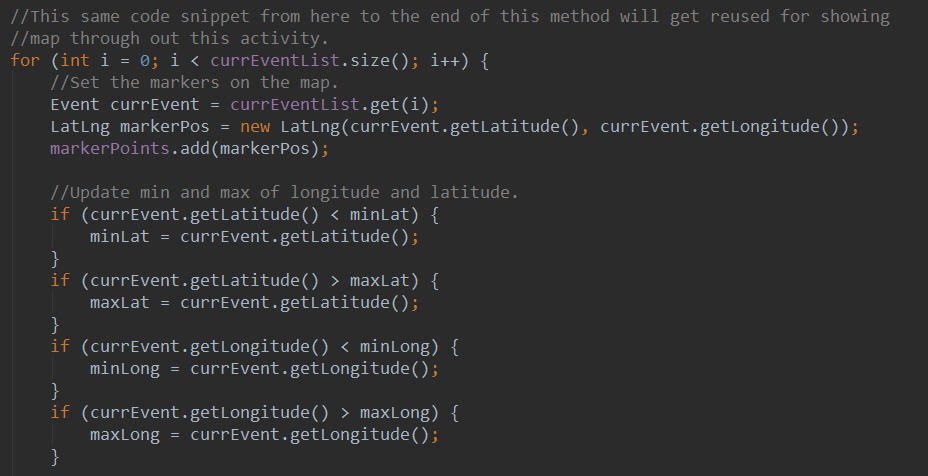 //This same code snippet from here to the end of this method will get reused for showing
//map through out this activity.
for (int i = 0; i < currEventList.size(); i++) {
    //Set the markers on the map.
    Event currEvent = currEventList.get(i);
    LatLng markerPos = new LatLng(currEvent.getLatitude(), currEvent.getLongitude());
    markerPoints.add(markerPos);

    //Update min and max of longitude and latitude.
    if (currEvent.getLatitude() < minLat) {
        minLat = currEvent.getLatitude();
    }
    if (currEvent.getLatitude() > maxLat) {
        maxLat = currEvent.getLatitude();
    }
    if (currEvent.getLongitude() < minLong) {
        minLong = currEvent.getLongitude();
    }
    if (currEvent.getLongitude() > maxLong) {
        maxLong = currEvent.getLongitude();
    }